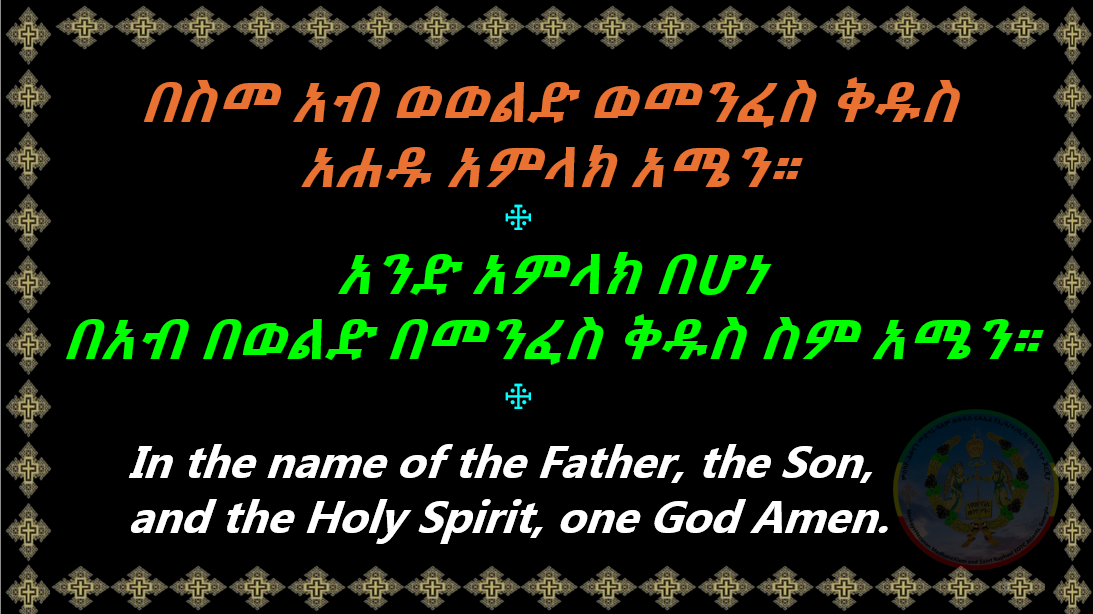 በስመ አብ ወወልድ ወመንፈስ ቅዱስ
አሐዱ አምላክ አሜን።
አንድ አምላክ በሆነ
በአብ በወልድ በመንፈስ ቅዱስ ስም አሜን።
In the name of the Father, the Son,
and the Holy Spirit, one God Amen.